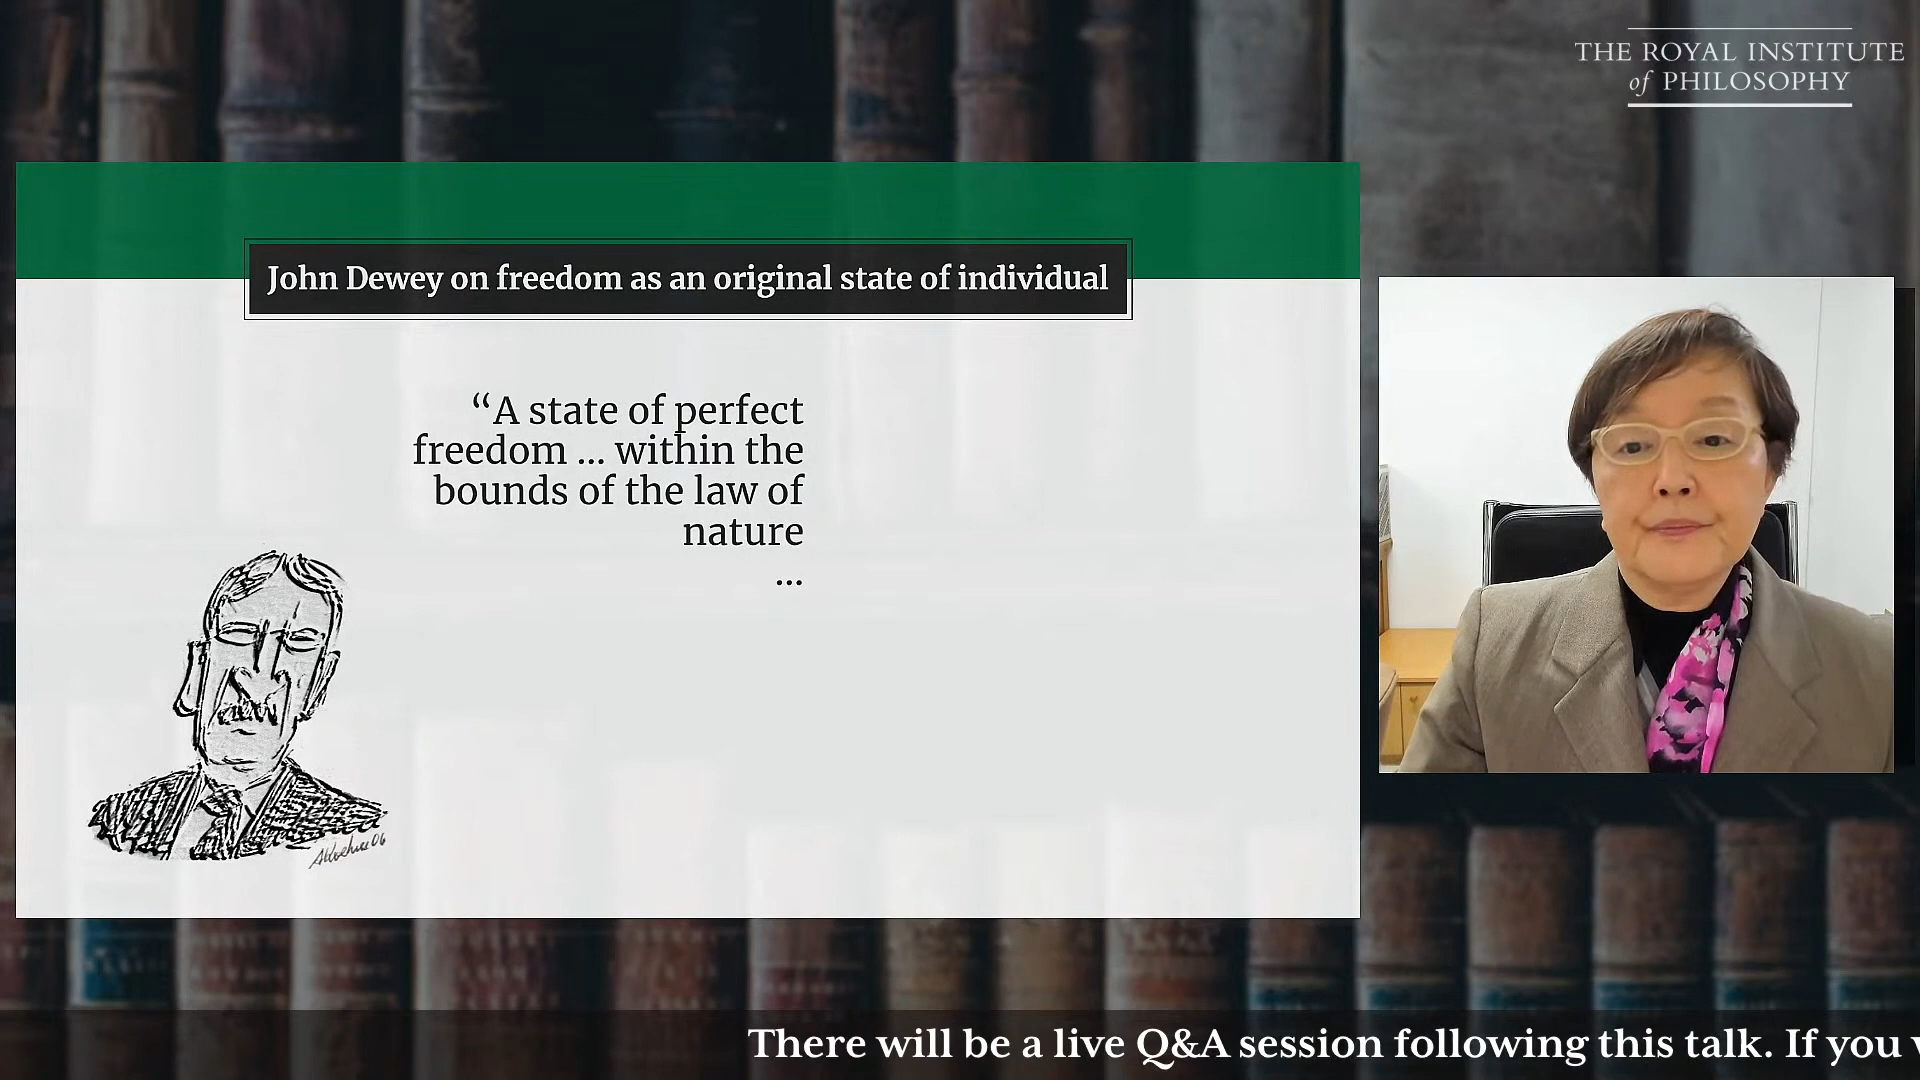 THE ROYAL INSTITUTE
of PHILOSOPHY
John Dewey on freedom as an original state of individual
“A state of perfect
freedom ... within the
bounds of the law of
nature
...
There will be a live Q&A session following this talk. If you